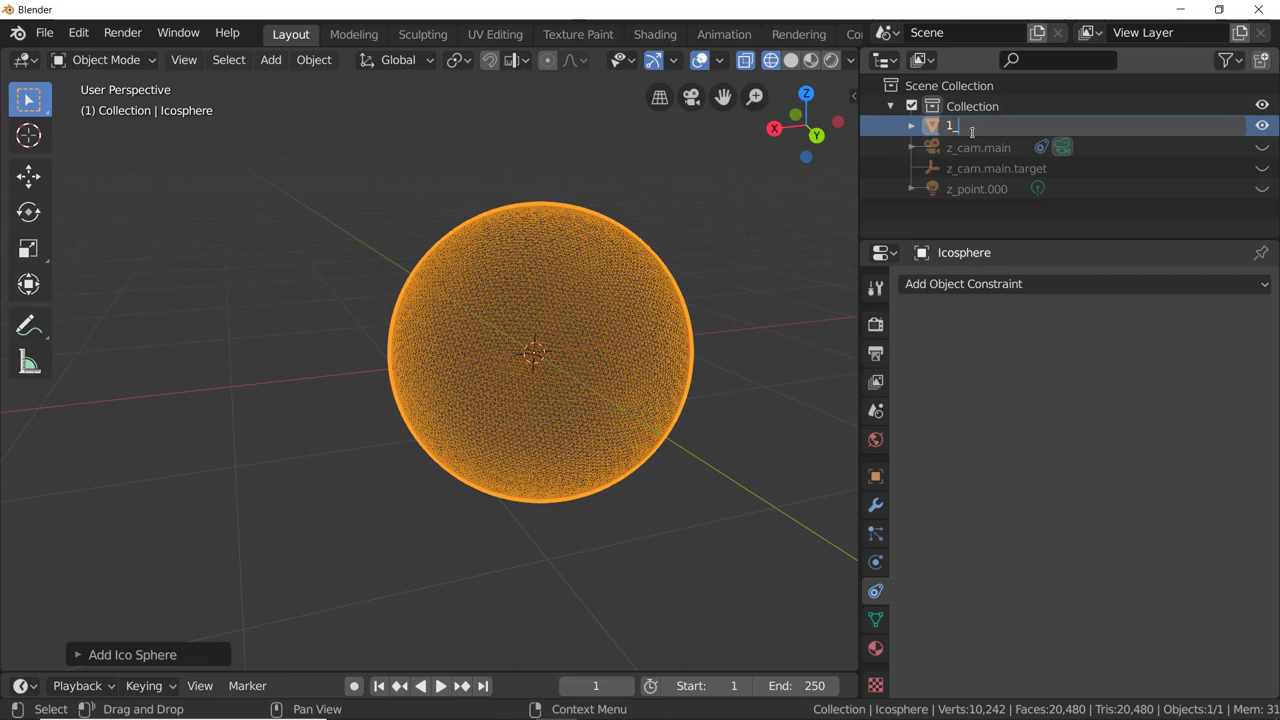 Blender
File Edit Render Window Help
Layout Modeling Sculpting UV Editing Texture Paint Shading Animation Rendering Co
Scene
View Layer
Object Mode View Select Add Object
Global
User Perspective
(1) Collection | Icosphere
Z
X
Y
Scene Collection
Collection
1_
z_cam.main
z_cam.main.target
z_point.000
Icosphere
Add Object Constraint
Add Ico Sphere
Playback Keying View Marker
1
Start: 1
End: 250
Select Drag and Drop Pan View Context Menu
Collection | Icosphere | Verts:10,242 | Faces:20,480 | Tris:20,480 | Objects:1/1 | Mem: 31